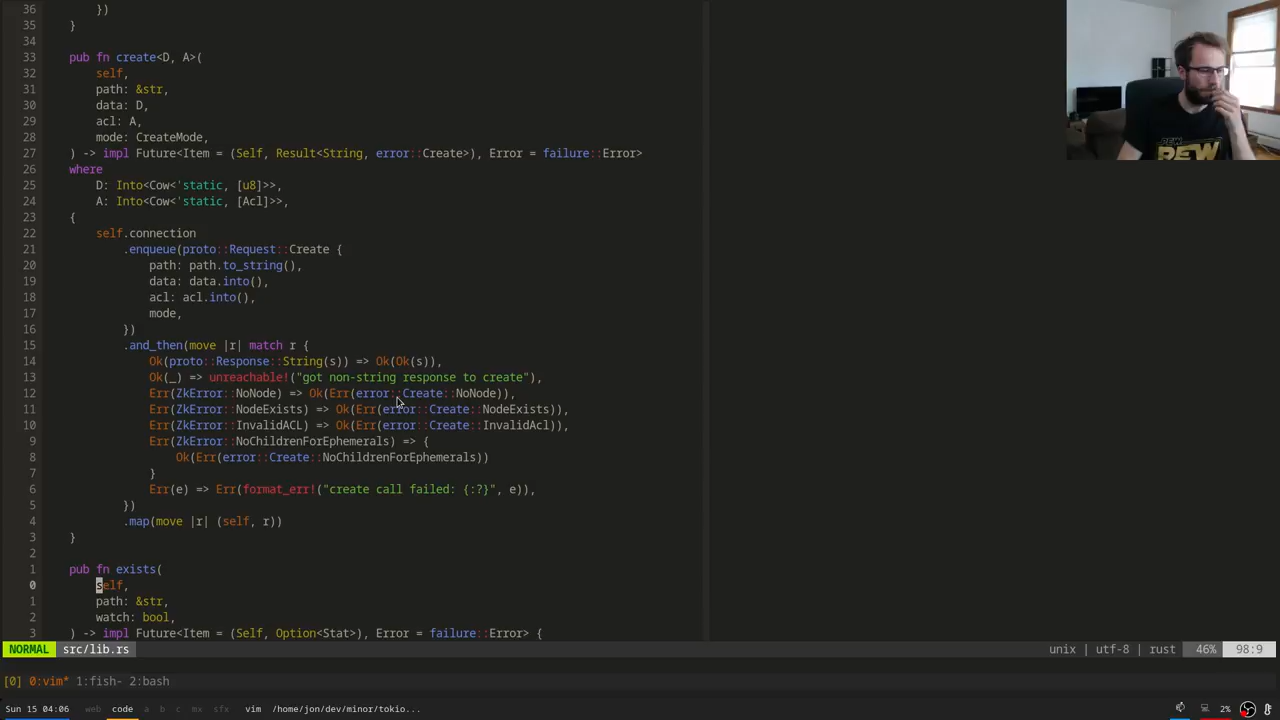 36         })
35     }
34
33     pub fn create<D, A>(
32         self,
31         path: &str,
30         data: D,
29         acl: A,
28         mode: CreateMode,
27     ) -> impl Future<Item = (Self, Result<String, error::Create>), Error = failure::Error>
26     where
25         D: Into<Cow<'static, [u8]>>,
24         A: Into<Cow<'static, [Acl]>>,
23     {
22         self.connection
21             .enqueue(proto::Request::Create {
20                 path: path.to_string(),
19                 data: data.into(),
18                 acl: acl.into(),
17                 mode,
16             })
15             .and_then(move |r| match r {
14                 Ok(proto::Response::String(s)) => Ok(Ok(s)),
13                 Ok(_) => unreachable!("got non-string response to create"),
12                 Err(ZkError::NoNode) => Ok(Err(error::Create::NoNode)),
11                 Err(ZkError::NodeExists) => Ok(Err(error::Create::NodeExists)),
10                 Err(ZkError::InvalidACL) => Ok(Err(error::Create::InvalidAcl)),
9                 Err(ZkError::NoChildrenForEphemerals) => {
8                     Ok(Err(error::Create::NoChildrenForEphemerals))
7                 }
6                 Err(e) => Err(format_err!("create call failed: {:?}", e)),
5             })
4             .map(move |r| (self, r))
3     }
2
1     pub fn exists(
0         self,
1         path: &str,
2         watch: bool,
3     ) -> impl Future<Item = (Self, Option<Stat>), Error = failure::Error> {
NORMAL src/lib.rs unix | utf-8 | rust 46% 98:9
[0] 0:vim* 1:fish- 2:bash
Sun 15 04:06 web code a b c mx sfx vim /home/jon/dev/minor/tokio... 2%
PEW
PEW